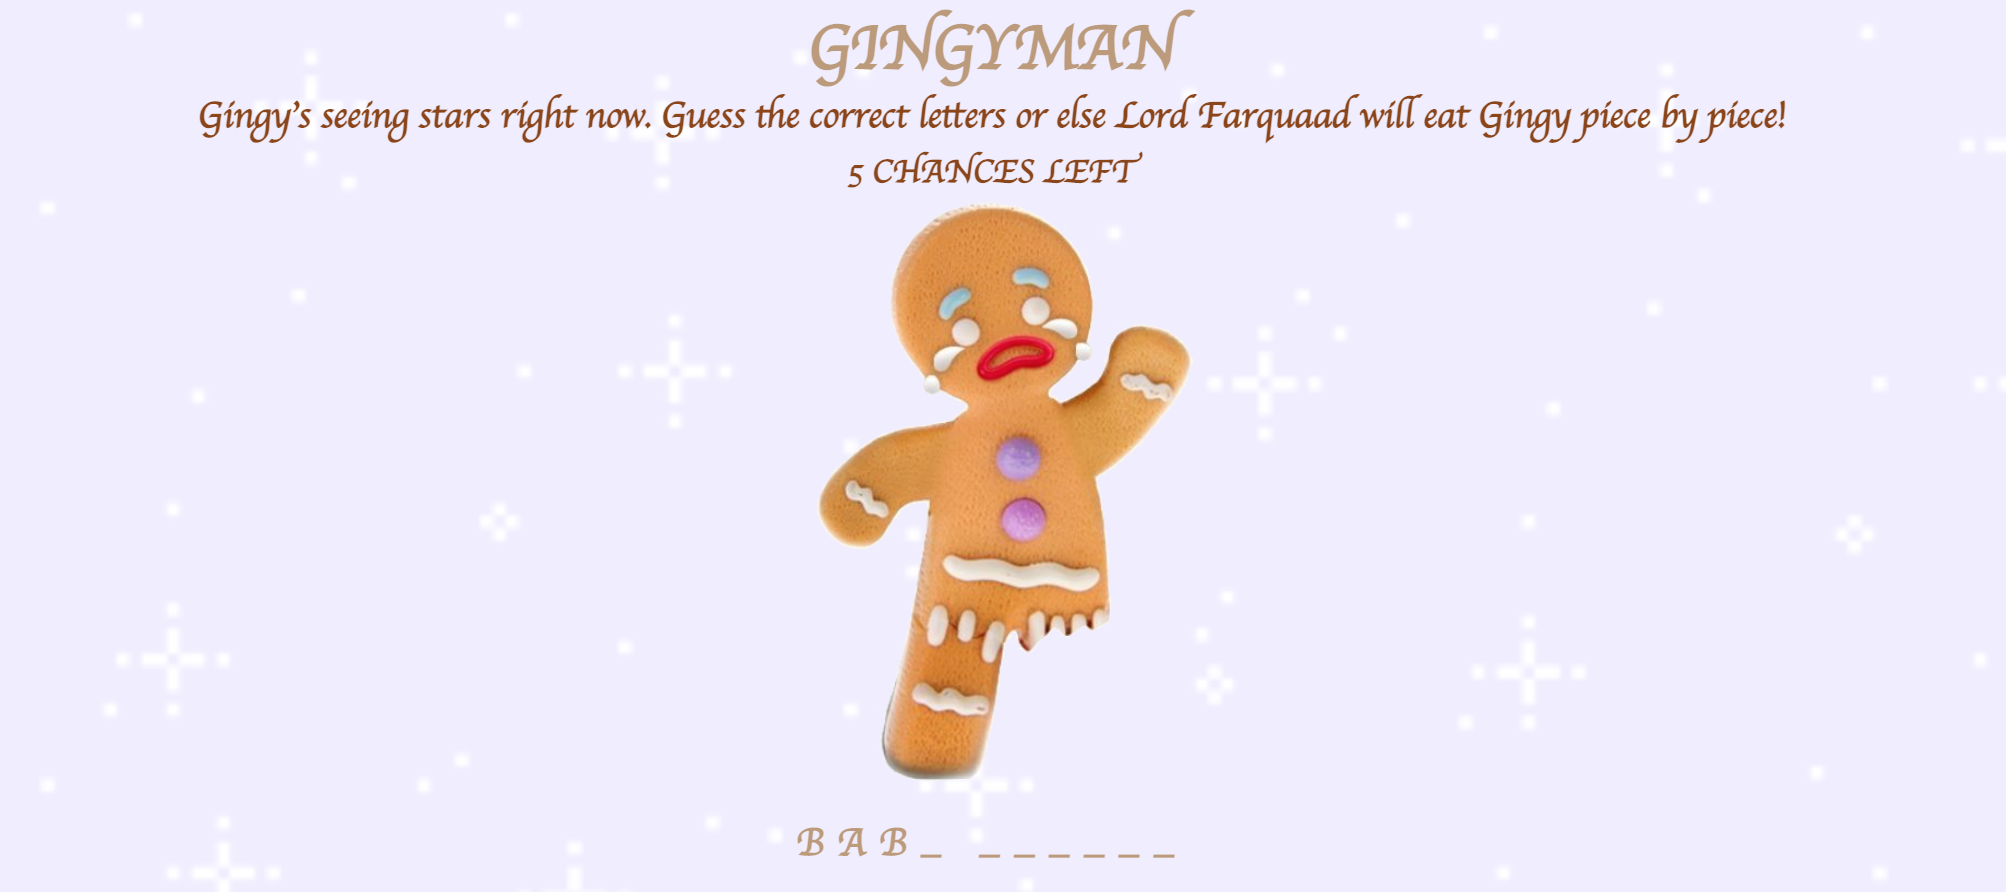 GINGYMAN
Gingy's seeing stars right now. Guess the correct letters or else Lord Farquaad will eat Gingy piece by piece!
5 CHANCES LEFT
B A B _  _ _ _ _ _ _